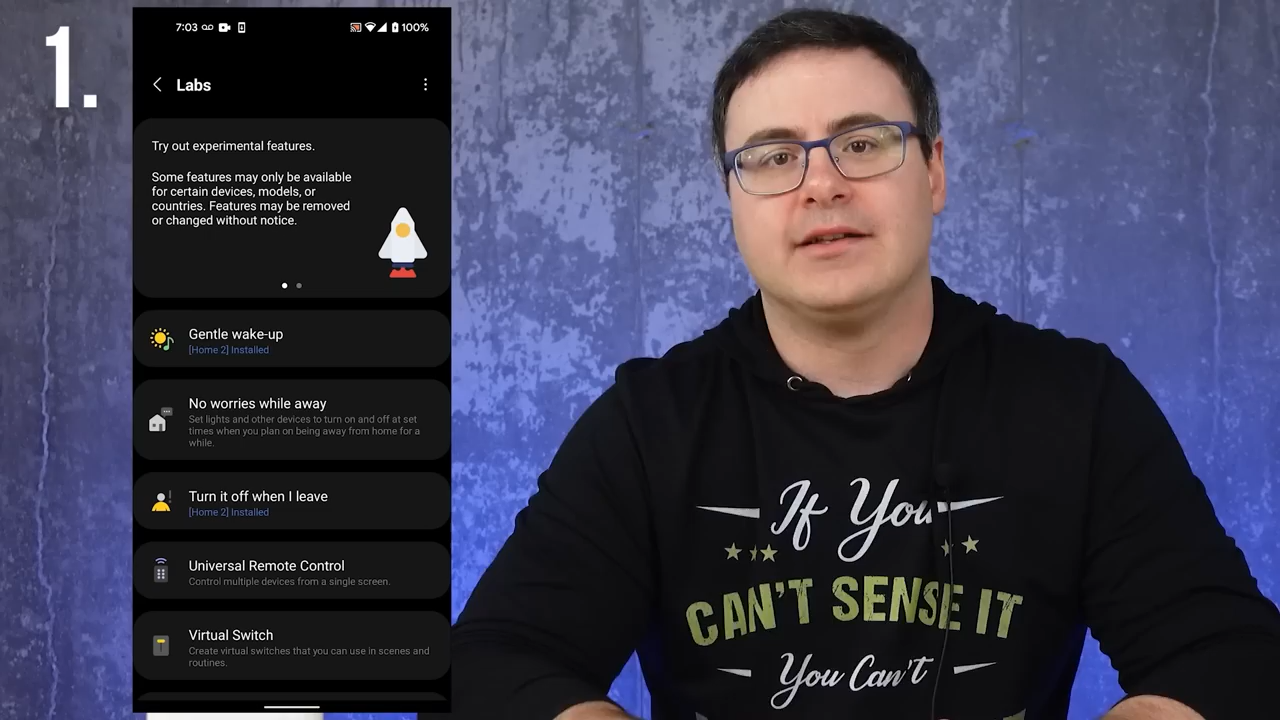 1.
7:03
100%
Labs
Try out experimental features.
Some features may only be available
for certain devices, models, or
countries. Features may be removed
or changed without notice.
Gentle wake-up
[Home 2] Installed
No worries while away
Set lights and other devices to turn on and off at set
times when you plan on being away from home for a
while.
Turn it off when I leave
[Home 2] Installed
Universal Remote Control
Control multiple devices from a single screen.
Virtual Switch
Create virtual switches that you can use in scenes and
routines.
If You
CAN'T SENSE IT
You Can't